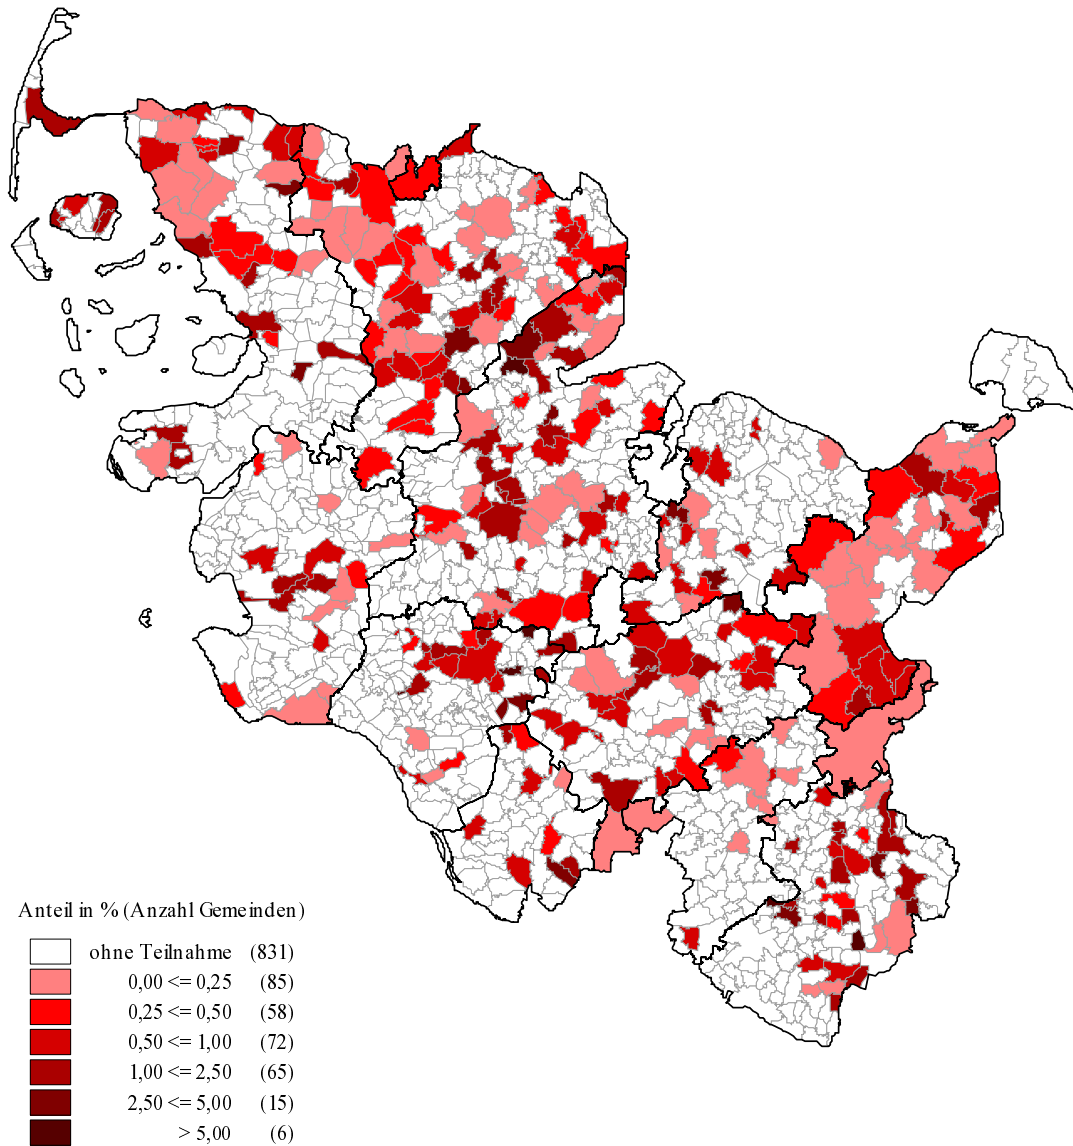 Anteil in % (Anzahl Gemeinden)
ohne Teilnahme (831)
0,00 <= 0,25 (85)
0,25 <= 0,50 (58)
0,50 <= 1,00 (72)
1,00 <= 2,50 (65)
2,50 <= 5,00 (15)
> 5,00 (6)